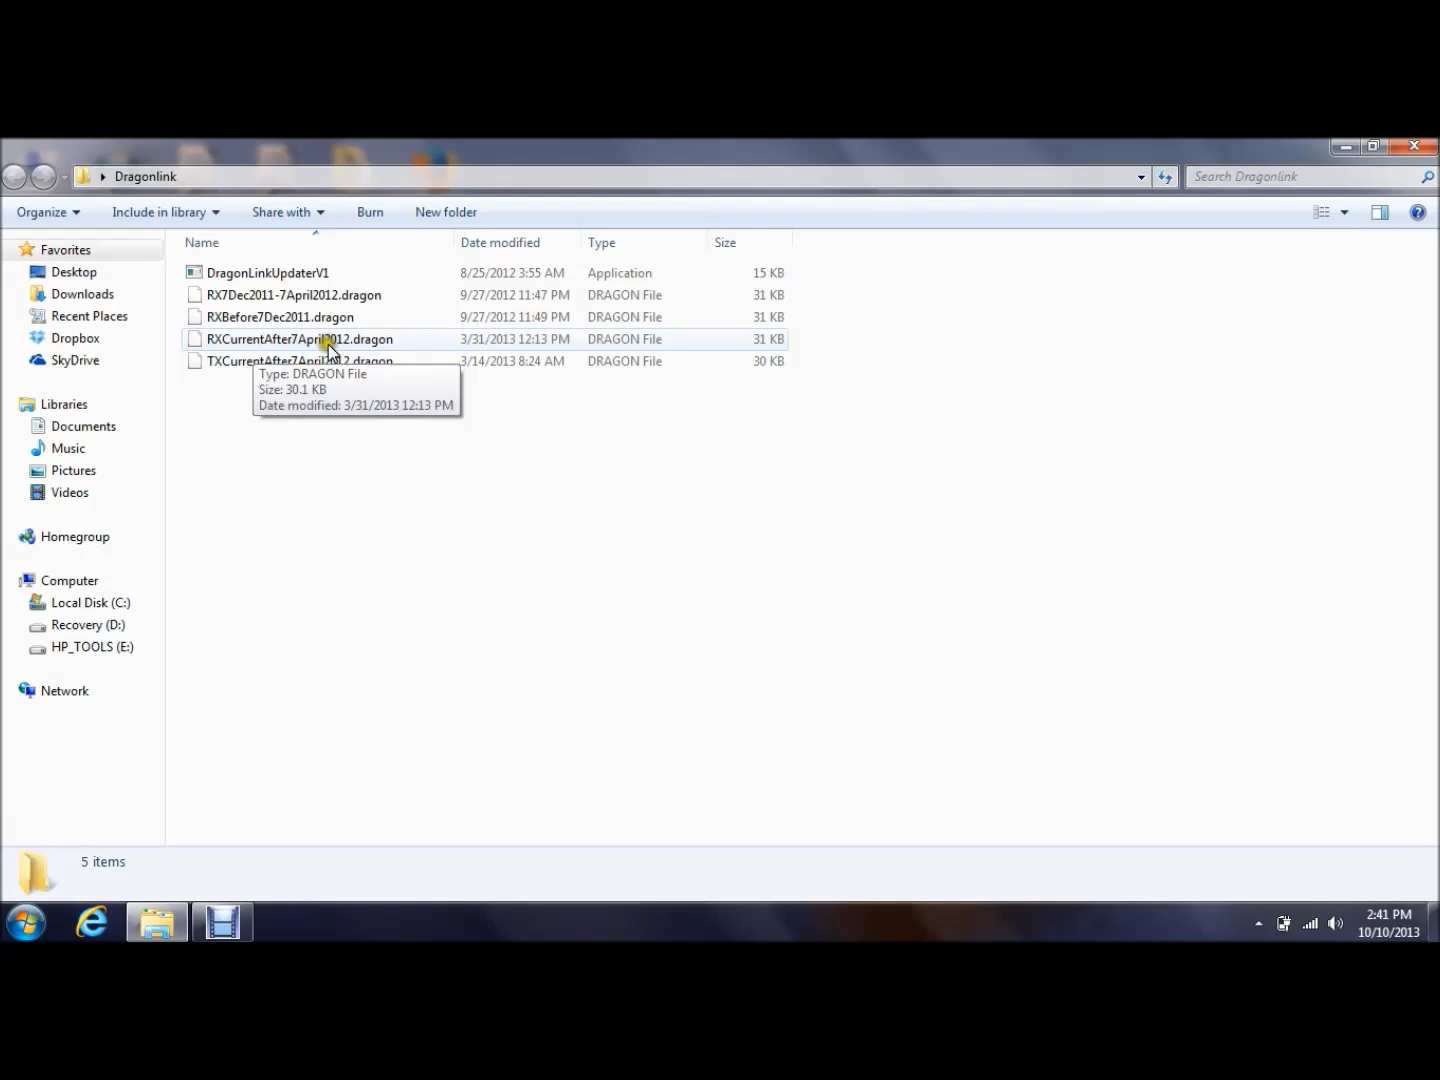 Dragonlink
Search Dragonlink
Organize Include in library Share with Burn New folder
Name Date modified Type Size
Favorites
Desktop
Downloads
Recent Places
Dropbox
SkyDrive
Libraries
Documents
Music
Pictures
Videos
Homegroup
Computer
Local Disk (C:)
Recovery (D:)
HP_TOOLS (E:)
Network
DragonLinkUpdaterV1 8/25/2012 3:55 AM Application 15 KB
RX7Dec2011-7April2012.dragon 9/27/2012 11:47 PM DRAGON File 31 KB
RXBefore7Dec2011.dragon 9/27/2012 11:49 PM DRAGON File 31 KB
RXCurrentAfter7April2012.dragon 3/31/2013 12:13 PM DRAGON File 31 KB
TXCurrentAfter7April2012.dragon 3/14/2013 8:24 AM DRAGON File 30 KB
Type: DRAGON File
Size: 30.1 KB
Date modified: 3/31/2013 12:13 PM
5 items
2:41 PM
10/10/2013